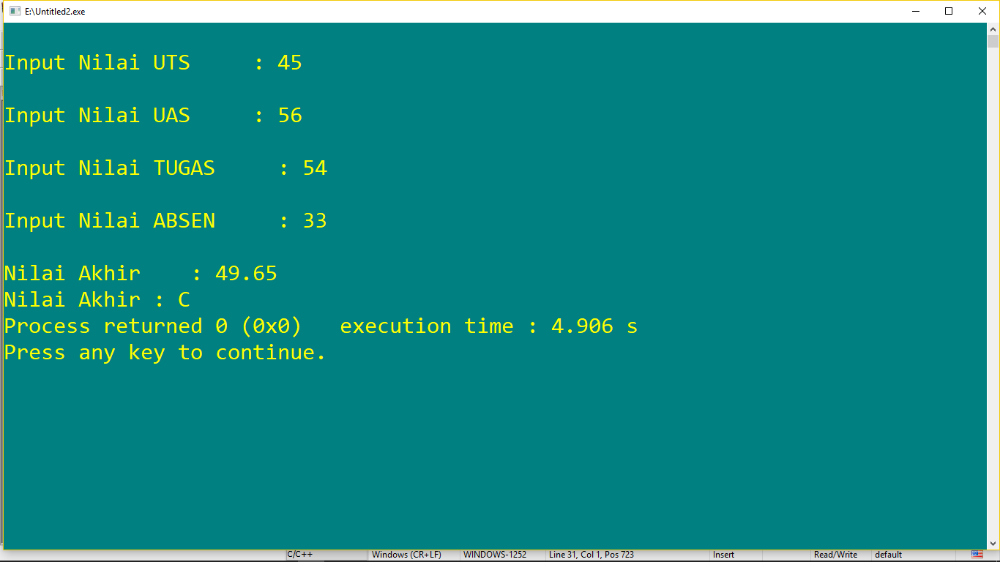 E:\Untitled2.exe
Input Nilai UTS     : 45
Input Nilai UAS     : 56
Input Nilai TUGAS     : 54
Input Nilai ABSEN     : 33
Nilai Akhir    : 49.65
Nilai Akhir : C
Process returned 0 (0x0)   execution time : 4.906 s
Press any key to continue.
C/C++ Windows (CR+LF) WINDOWS-1252 Line 31, Col 1, Pos 723 Insert Read/Write default